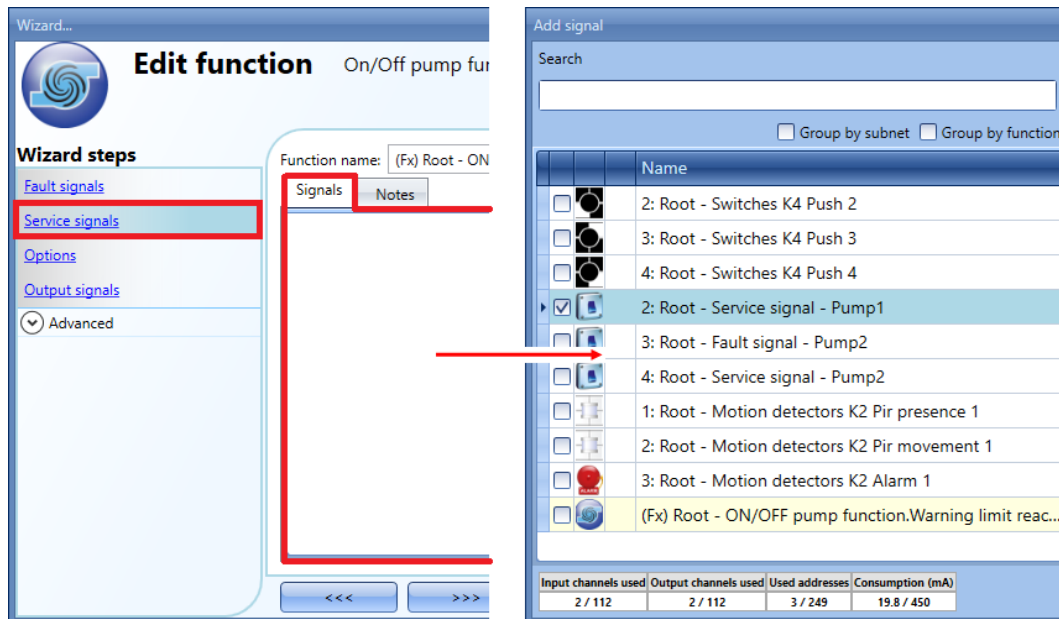 Wizard...
Edit function On/Off pump fur
Wizard steps
Fault signals
Service signals
Options
Output signals
Advanced
Function name: (Fx) Root - ON
Signals Notes
<<< >>>
Add signal
Search
Group by subnet Group by function
Name
2: Root - Switches K4 Push 2
3: Root - Switches K4 Push 3
4: Root - Switches K4 Push 4
2: Root - Service signal - Pump1
3: Root - Fault signal - Pump2
4: Root - Service signal - Pump2
1: Root - Motion detectors K2 Pir presence 1
2: Root - Motion detectors K2 Pir movement 1
3: Root - Motion detectors K2 Alarm 1
(Fx) Root - ON/OFF pump function.Warning limit reac...
Input channels used Output channels used Used addresses Consumption (mA)
2 / 112 2 / 112 3 / 249 19.8 / 450